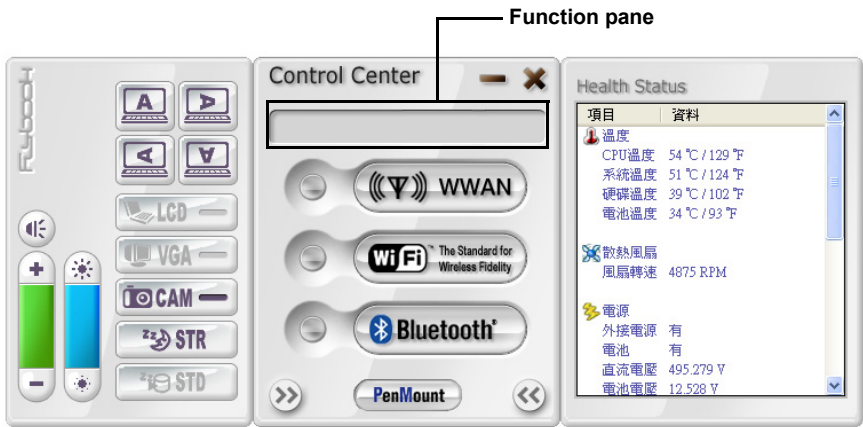 Function pane
Flybook
A A
A A
LCD
VGA
CAM
zzz STR
zz STD
Control Center
WWAN
WiFi™ The Standard for Wireless Fidelity
Bluetooth®
PenMount
Health Status
項目 資料
溫度
CPU溫度 54 ℃ / 129 ℉
系統溫度 51 ℃ / 124 ℉
硬碟溫度 39 ℃ / 102 ℉
電池溫度 34 ℃ / 93 ℉
散熱風扇
風扇轉速 4875 RPM
電源
外接電源 有
電池 有
直流電壓 495.279 V
電池電壓 12.528 V